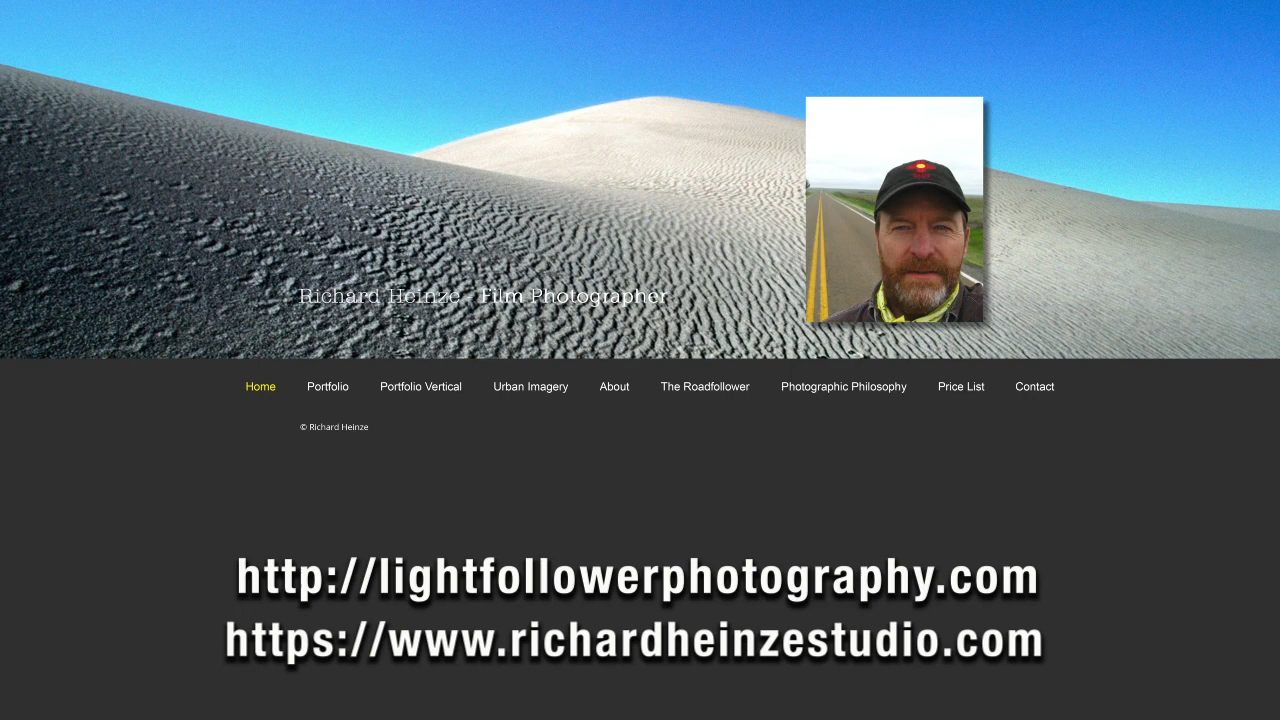 Richard Heinze - Film Photographer
Home Portfolio Portfolio Vertical Urban Imagery About The Roadfollower Photographic Philosophy Price List Contact
© Richard Heinze
http://lightfollowerphotography.com
https://www.richardheinzestudio.com